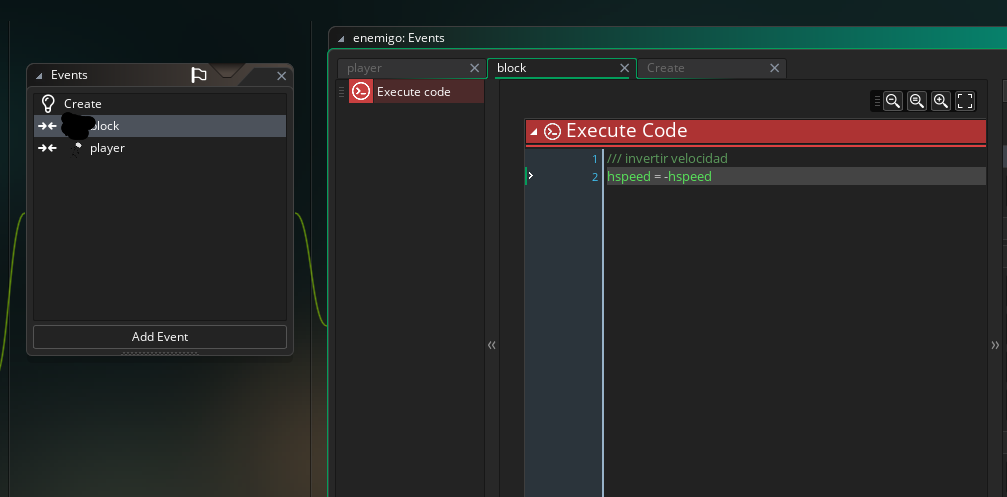 enemigo: Events
Events
Create
block
player
Add Event
player
block
Create
Execute code
Execute Code
1 /// invertir velocidad
2 hspeed = -hspeed